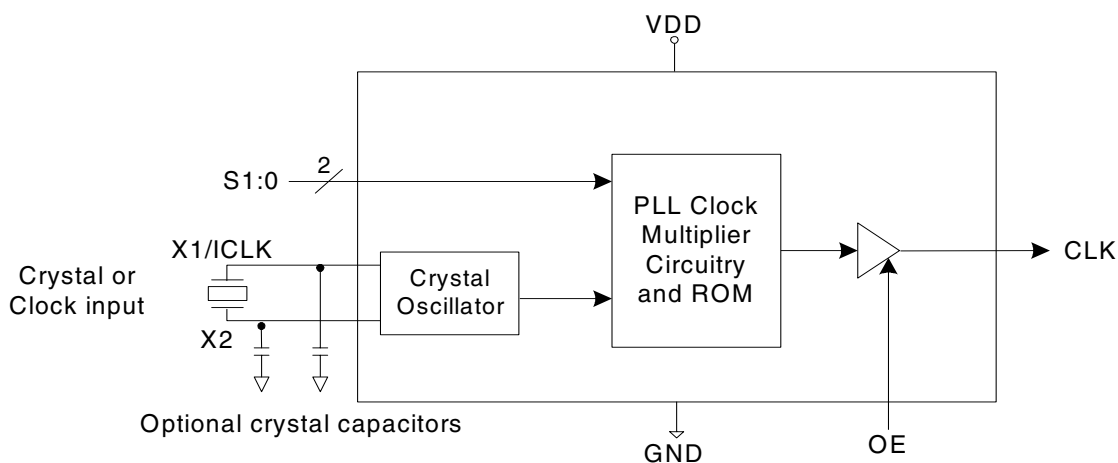 VDD
2
S1:0
PLL Clock
Multiplier
Circuitry
and ROM
X1/ICLK
CLK
Crystal or
Clock input
Crystal
Oscillator
X2
Optional crystal capacitors
GND
OE